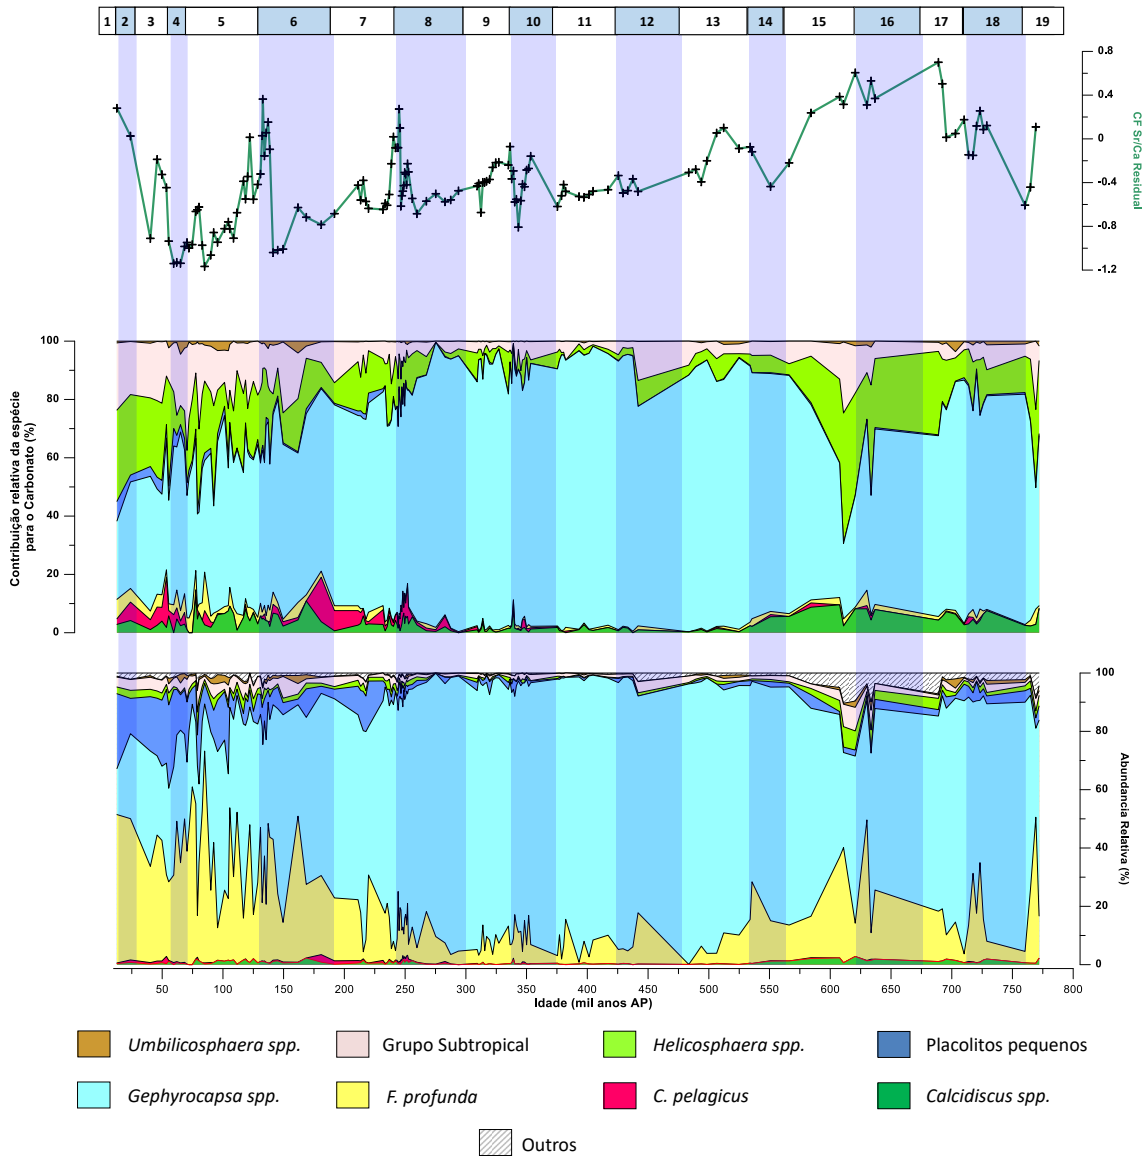 1 2 3 4 5 6 7 8 9 10 11 12 13 14 15 16 17 18 19
0.8
0.4
0
-0.4
-0.8
-1.2
CF Sr/Ca Residual
100
80
60
40
20
0
Contribuição relativa da espécie
para o Carbonato (%)
100
80
60
40
20
0
Abundancia Relativa (%)
50 100 150 200 250 300 350 400 450 500 550 600 650 700 750 800
Idade (mil anos AP)
Umbilicosphaera spp. Grupo Subtropical Helicosphaera spp. Placolitos pequenos
Gephyrocapsa spp. F. profunda C. pelagicus Calcidiscus spp.
Outros